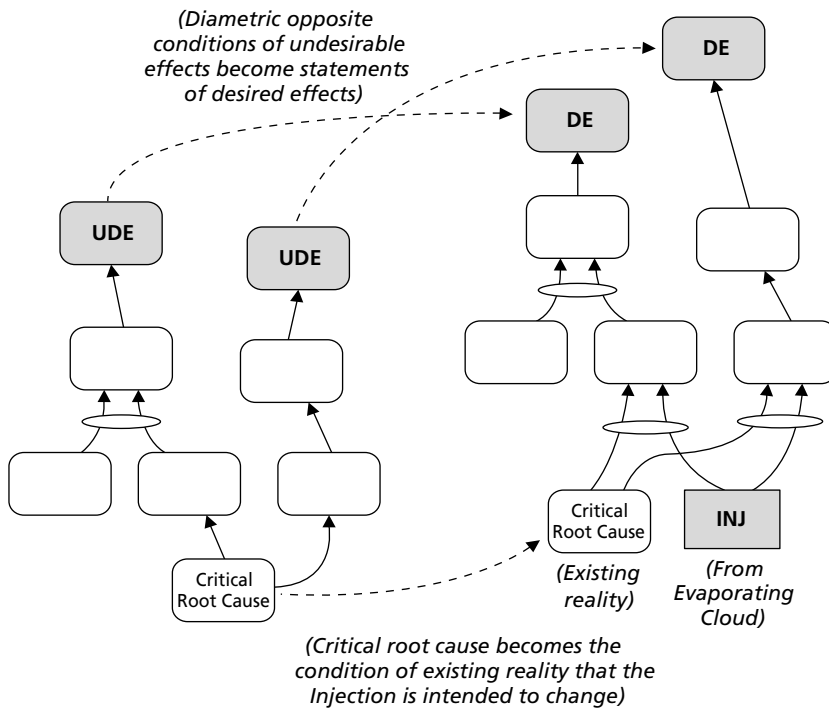 (Diametric opposite
conditions of undesirable
effects become statements
of desired effects)
DE
DE
UDE
UDE
Critical
Root Cause
Critical
Root Cause
INJ
(Existing
reality)
(From
Evaporating
Cloud)
(Critical root cause becomes the
condition of existing reality that the
Injection is intended to change)